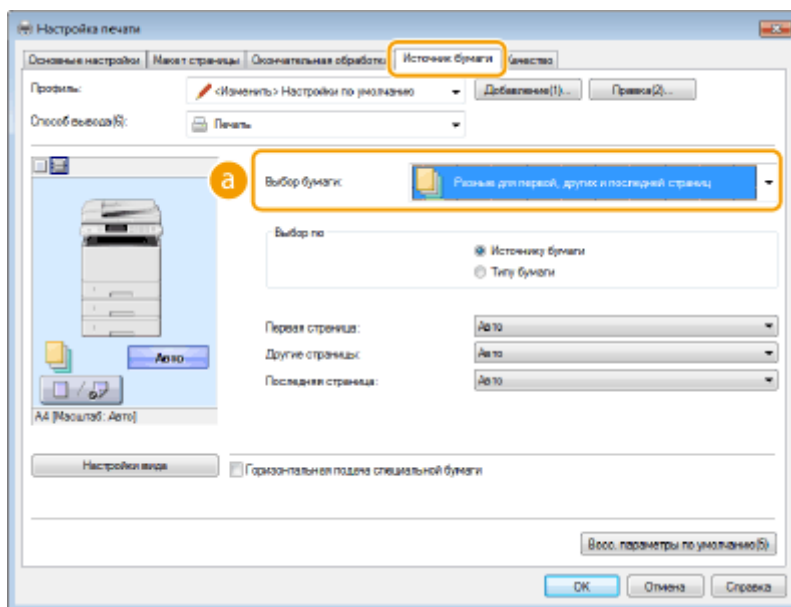 Настройка печати
Основные настройки Макет страницы Окончательная обработка Источник бумаги Качество
Профиль: <Изменить> Настройки по умолчанию Добавление(1)... Правка(2)...
Способ вывода(6): Печать
a Выбор бумаги: Разные для первой, других и последней страниц
Выбор по
Источнику бумаги
Типу бумаги
Первая страница: Авто
Другие страницы: Авто
Последняя страница: Авто
Авто
A4 [Масштаб: Авто]
Настройки вида Горизонтальная подача специальной бумаги
Восс. параметры по умолчанию(5)
OK Отмена Справка